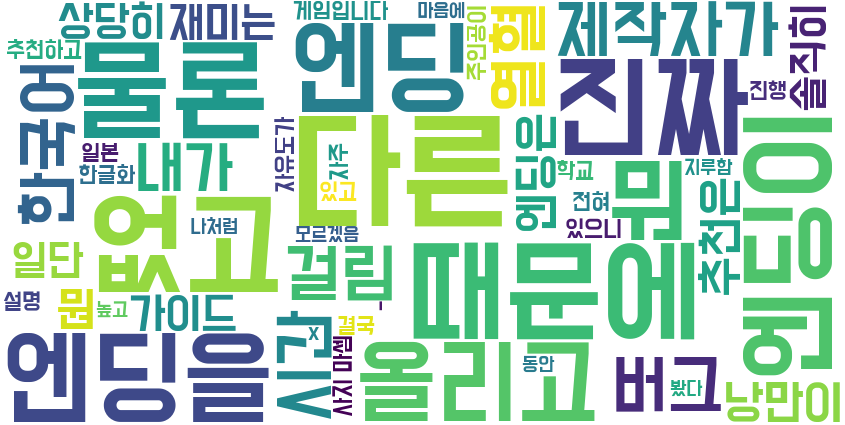 상당히
재미는
게임입니다
마음에
주인공이
열혈
제작자가
솔직히
추천하고
물론
엔딩
진짜
진행
한국어
일본
한글화
내가
자유도가
자주
있고
다른
엔딩은
학교
지루함
뭔
전혀
있으니
추천은
엔딩이
없고
나처럼
모르겠음
일단
걸림
때문에
설명
뭔
높고
가이드
시간
x
결국
사지 마셈
엔딩을
올리고
동안
버그
봤다
낭만이